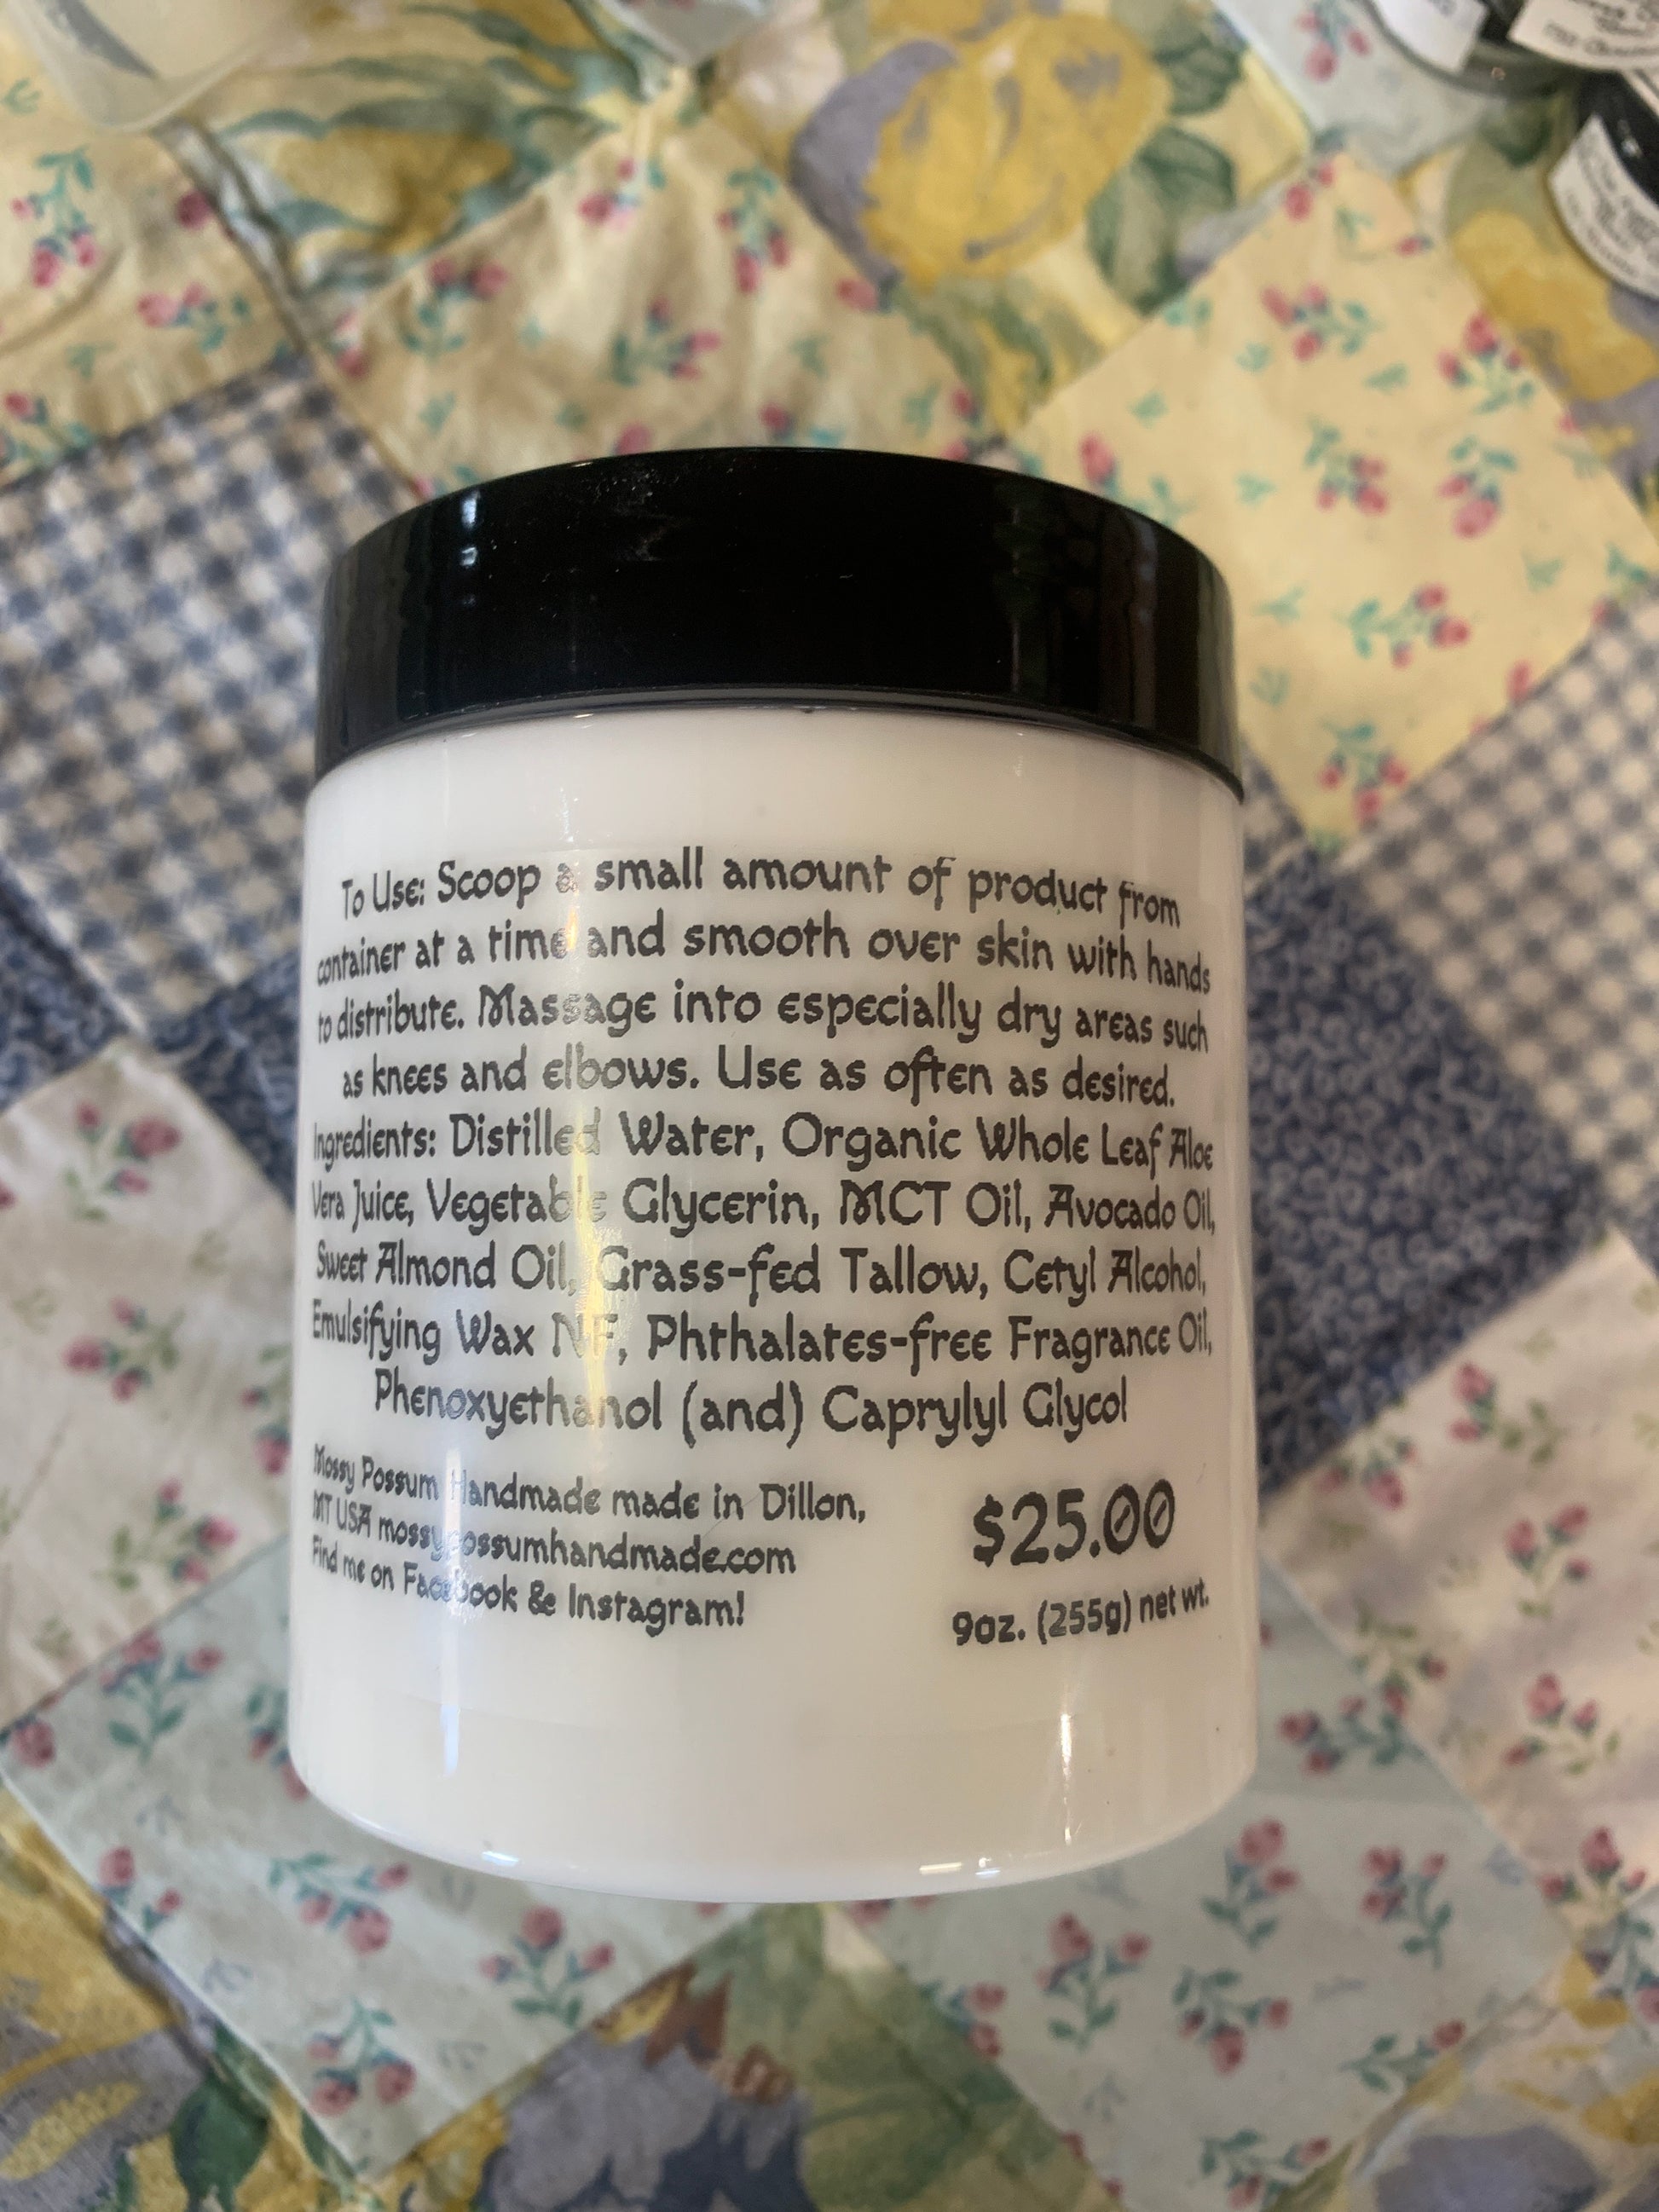 To Use: Scoop a small amount of product from
container at a time and smooth over skin with hands
to distribute. Massage into especially dry areas such
as knees and elbows. Use as often as desired.
Ingredients: Distilled Water, Organic Whole Leaf Aloe
Vera Juice, Vegetable Glycerin, MCT Oil, Avocado Oil,
Sweet Almond Oil, Grass-fed Tallow, Cetyl Alcohol,
Emulsifying Wax NF, Phthalates-free Fragrance Oil,
Phenoxyethanol (and) Caprylyl Glycol
Mossy Possum Handmade made in Dillon,
MT USA mossypossumhandmade.com
Find me on Facebook & Instagram!
$25.00
9oz. (255g) net wt.